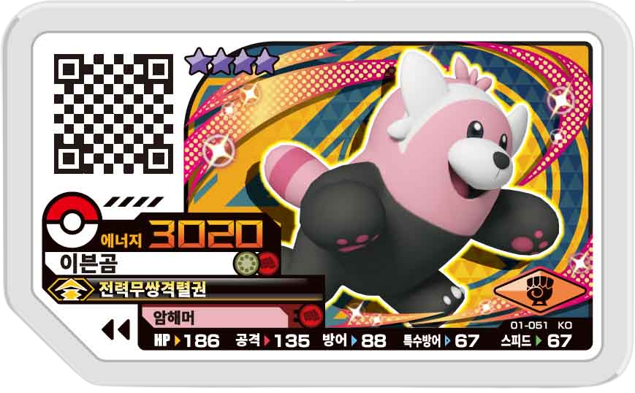 에너지 3020
이븐곰
전력무쌍격렬권
암해머
01-051 KO
HP 186 공격 135 방어 88 특수방어 67 스피드 67